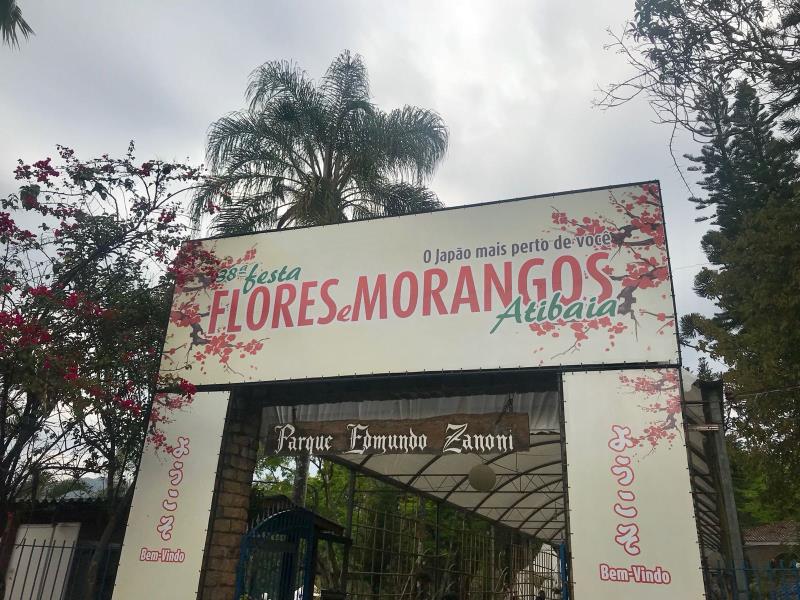 O Japão mais perto de você
38ª festa
FLORES e MORANGOS
Atibaia
Parque Edmundo Zanoni
ようこそ
Bem-Vindo
ようこそ
Bem-Vindo